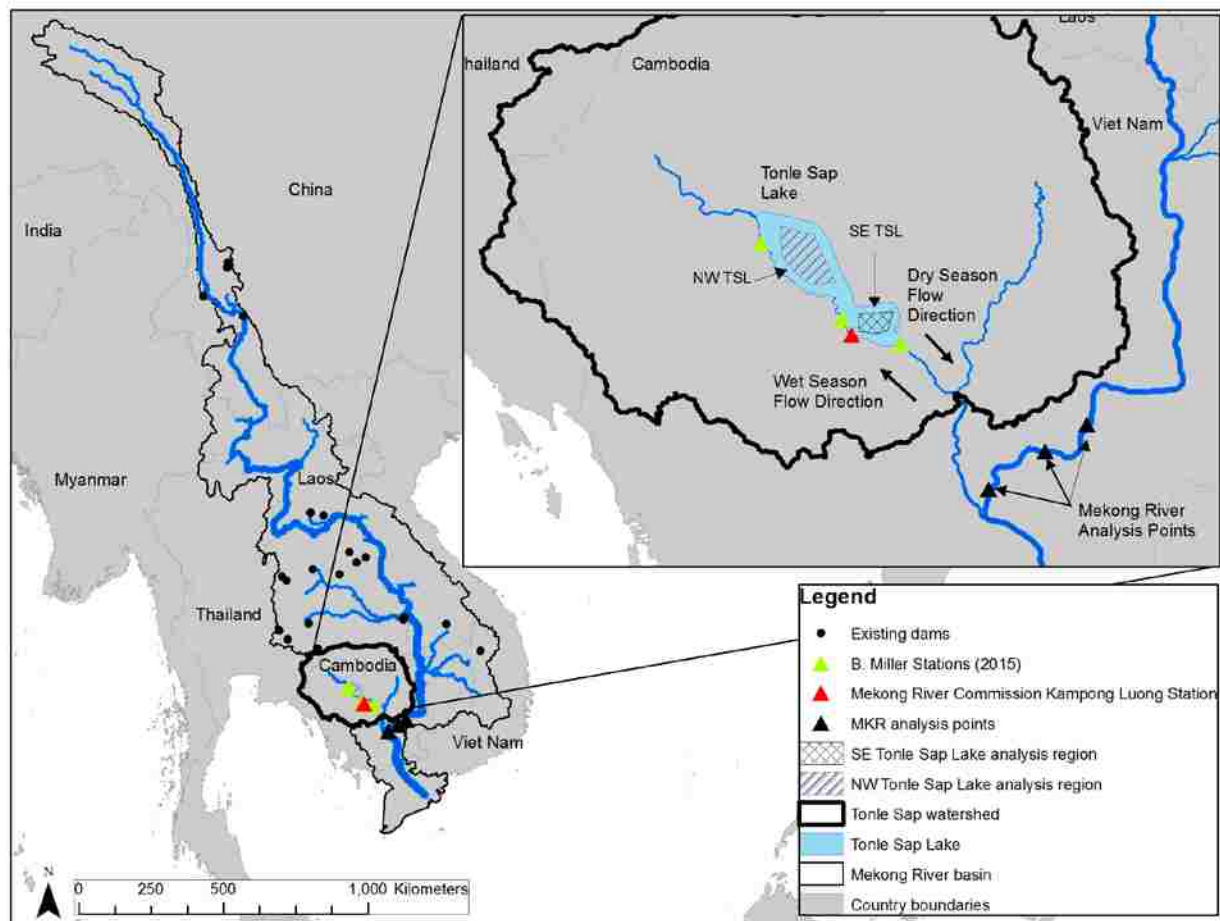 China
India
Myanmar
Laos
Thailand
Cambodia
Viet Nam
N
0 250 500 1,000 Kilometers
Laos
hailand
Cambodia
Viet Nam
Tonle Sap
Lake
SE TSL
NW TSL
Dry Season
Flow
Direction
Wet Season
Flow Direction
Mekong River
Analysis Points
Legend
Existing dams
B. Miller Stations (2015)
Mekong River Commission Kampong Luong Station
MKR analysis points
SE Tonle Sap Lake analysis region
NW Tonle Sap Lake analysis region
Tonle Sap watershed
Tonle Sap Lake
Mekong River basin
Country boundaries